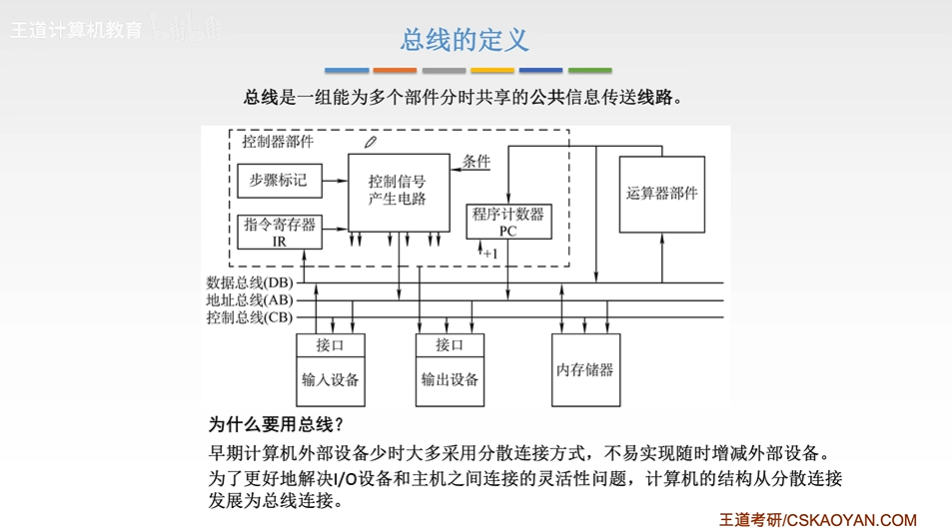 王道计算机教育
总线的定义
总线是一组能为多个部件分时共享的公共信息传送线路。
控制器部件
步骤标记
控制信号
产生电路
条件
指令寄存器
IR
程序计数器
PC
+1
运算器部件
数据总线(DB)
地址总线(AB)
控制总线(CB)
接口
输入设备
接口
输出设备
内存储器
为什么要用总线？
早期计算机外部设备少时大多采用分散连接方式，不易实现随时增减外部设备。
为了更好地解决I/O设备和主机之间连接的灵活性问题，计算机的结构从分散连接
发展为总线连接。
王道考研/CSKAOYAN.COM